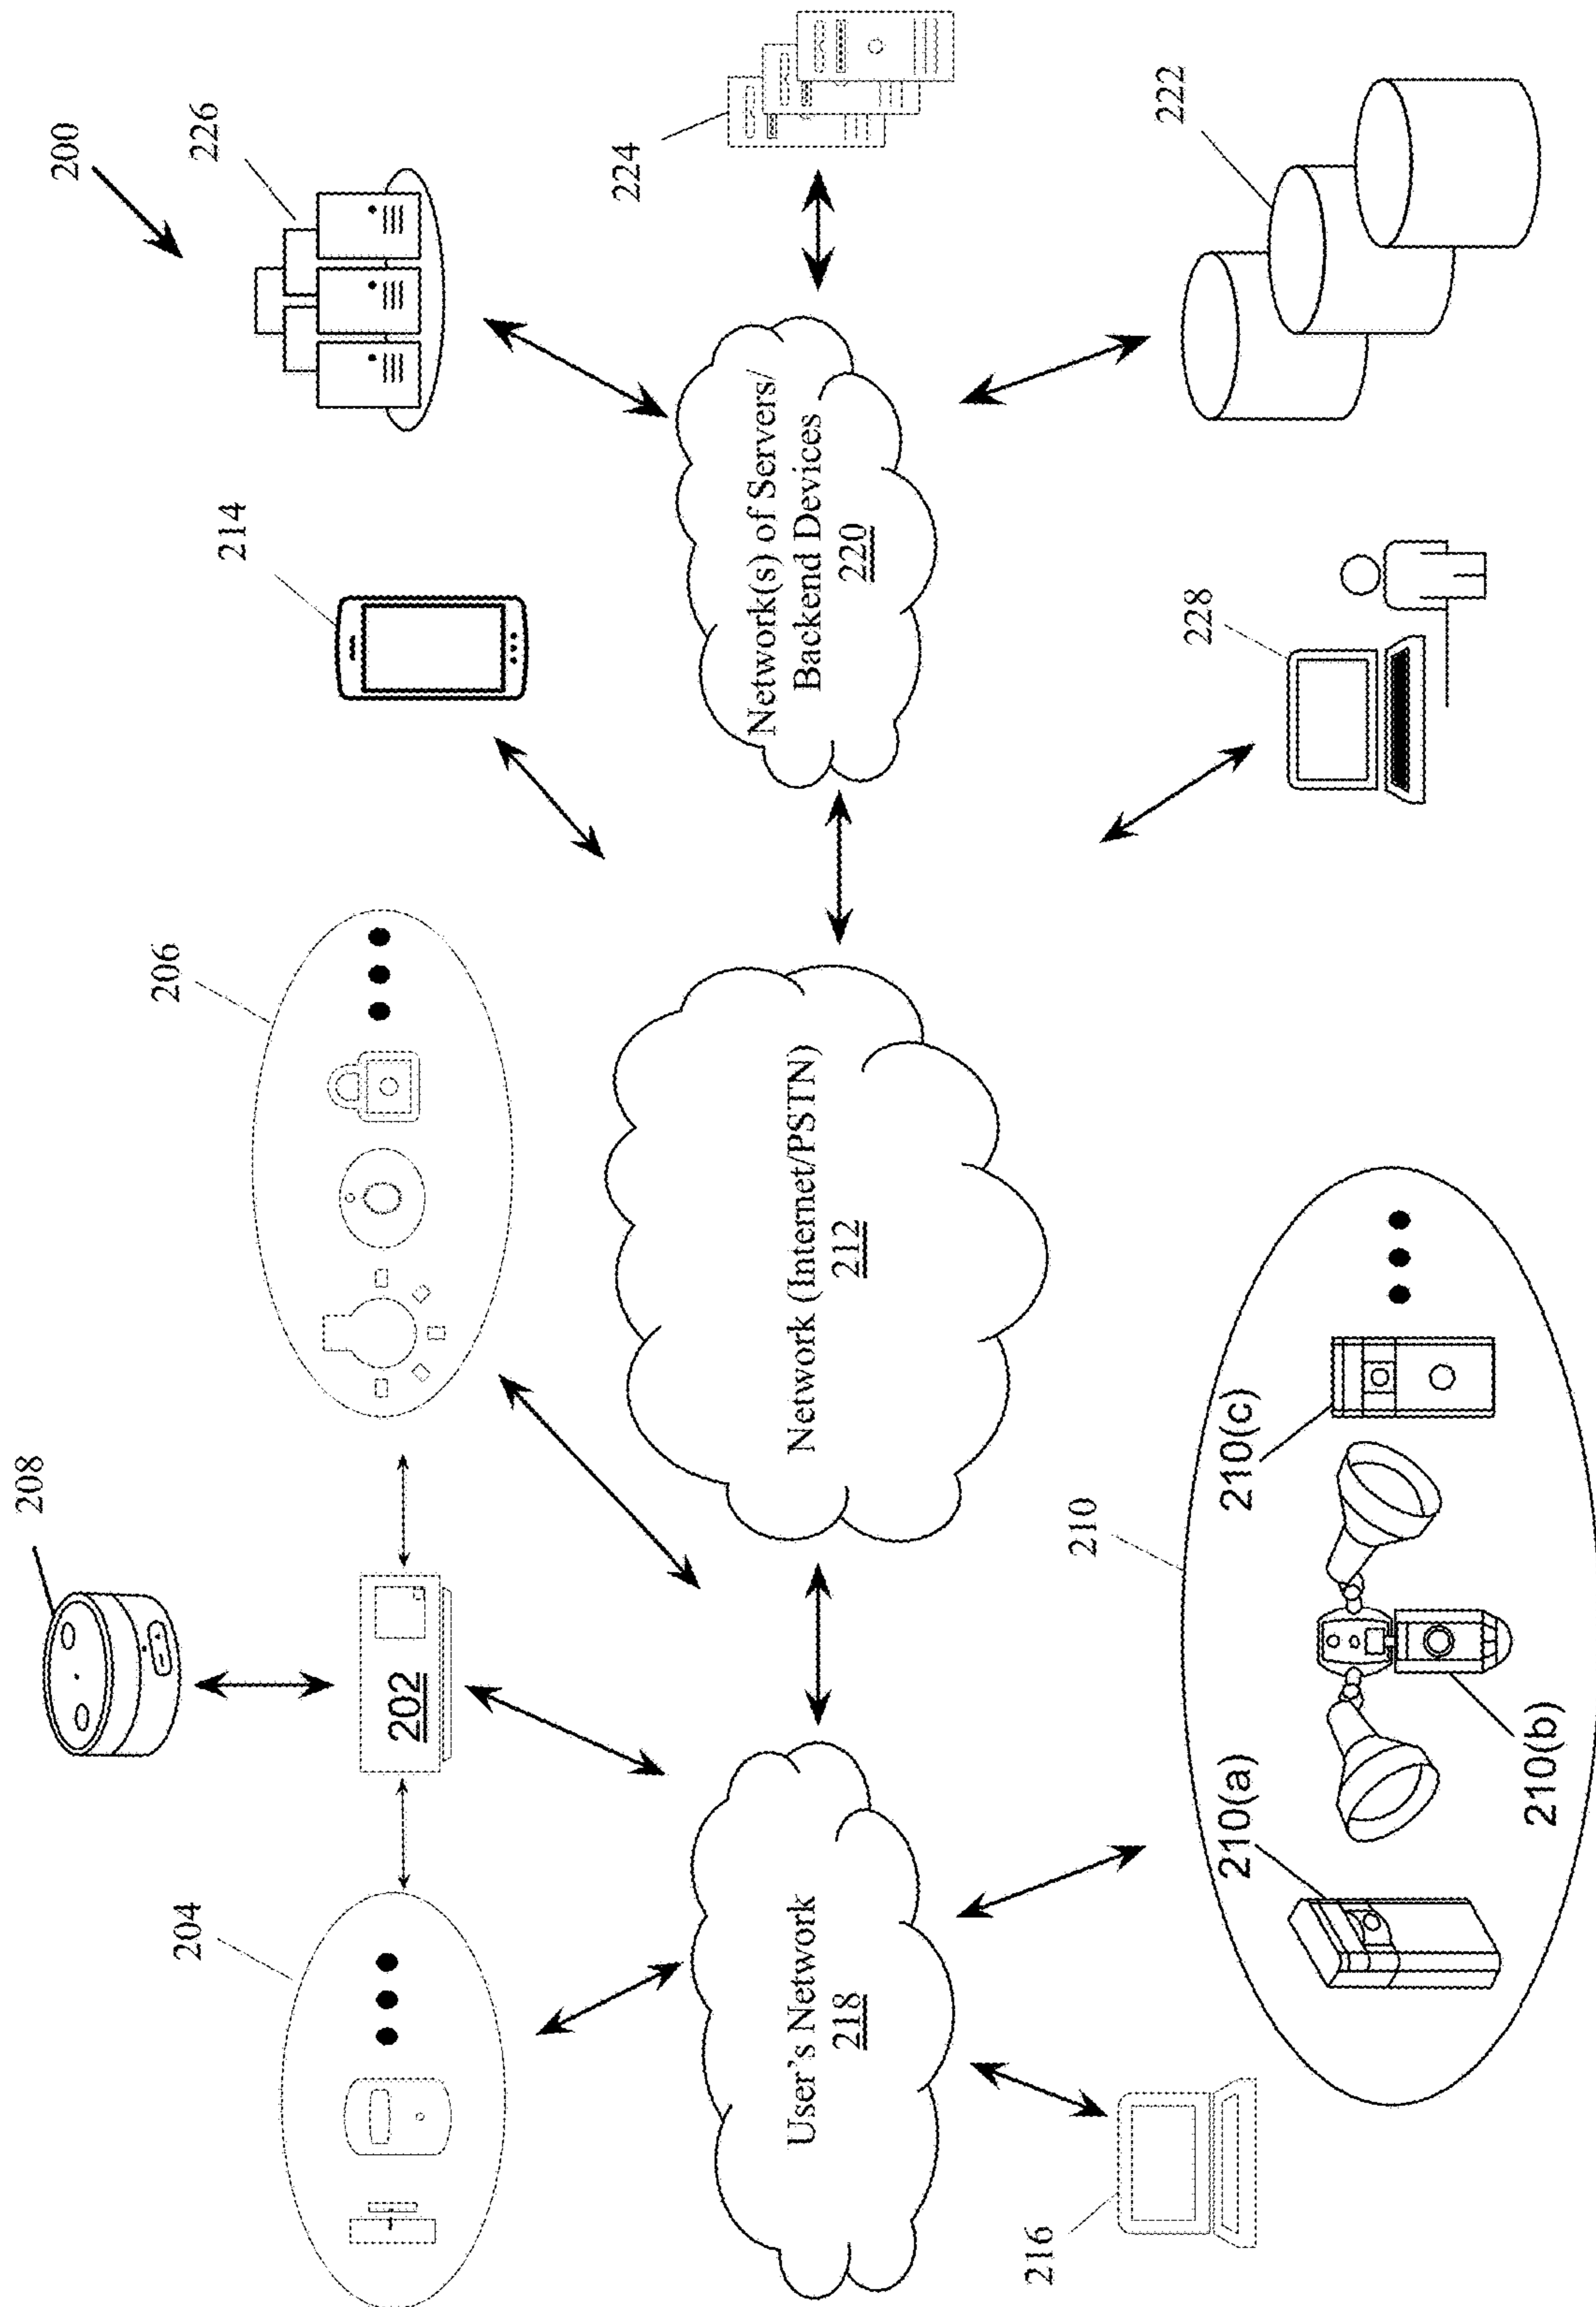 200
208
226
206
214
204
202
224
Network(s) of Servers/
Backend Devices
220
Network (Internet/PSTN)
212
User's Network
218
210
222
228
216
210(a)
210(c)
210(b)